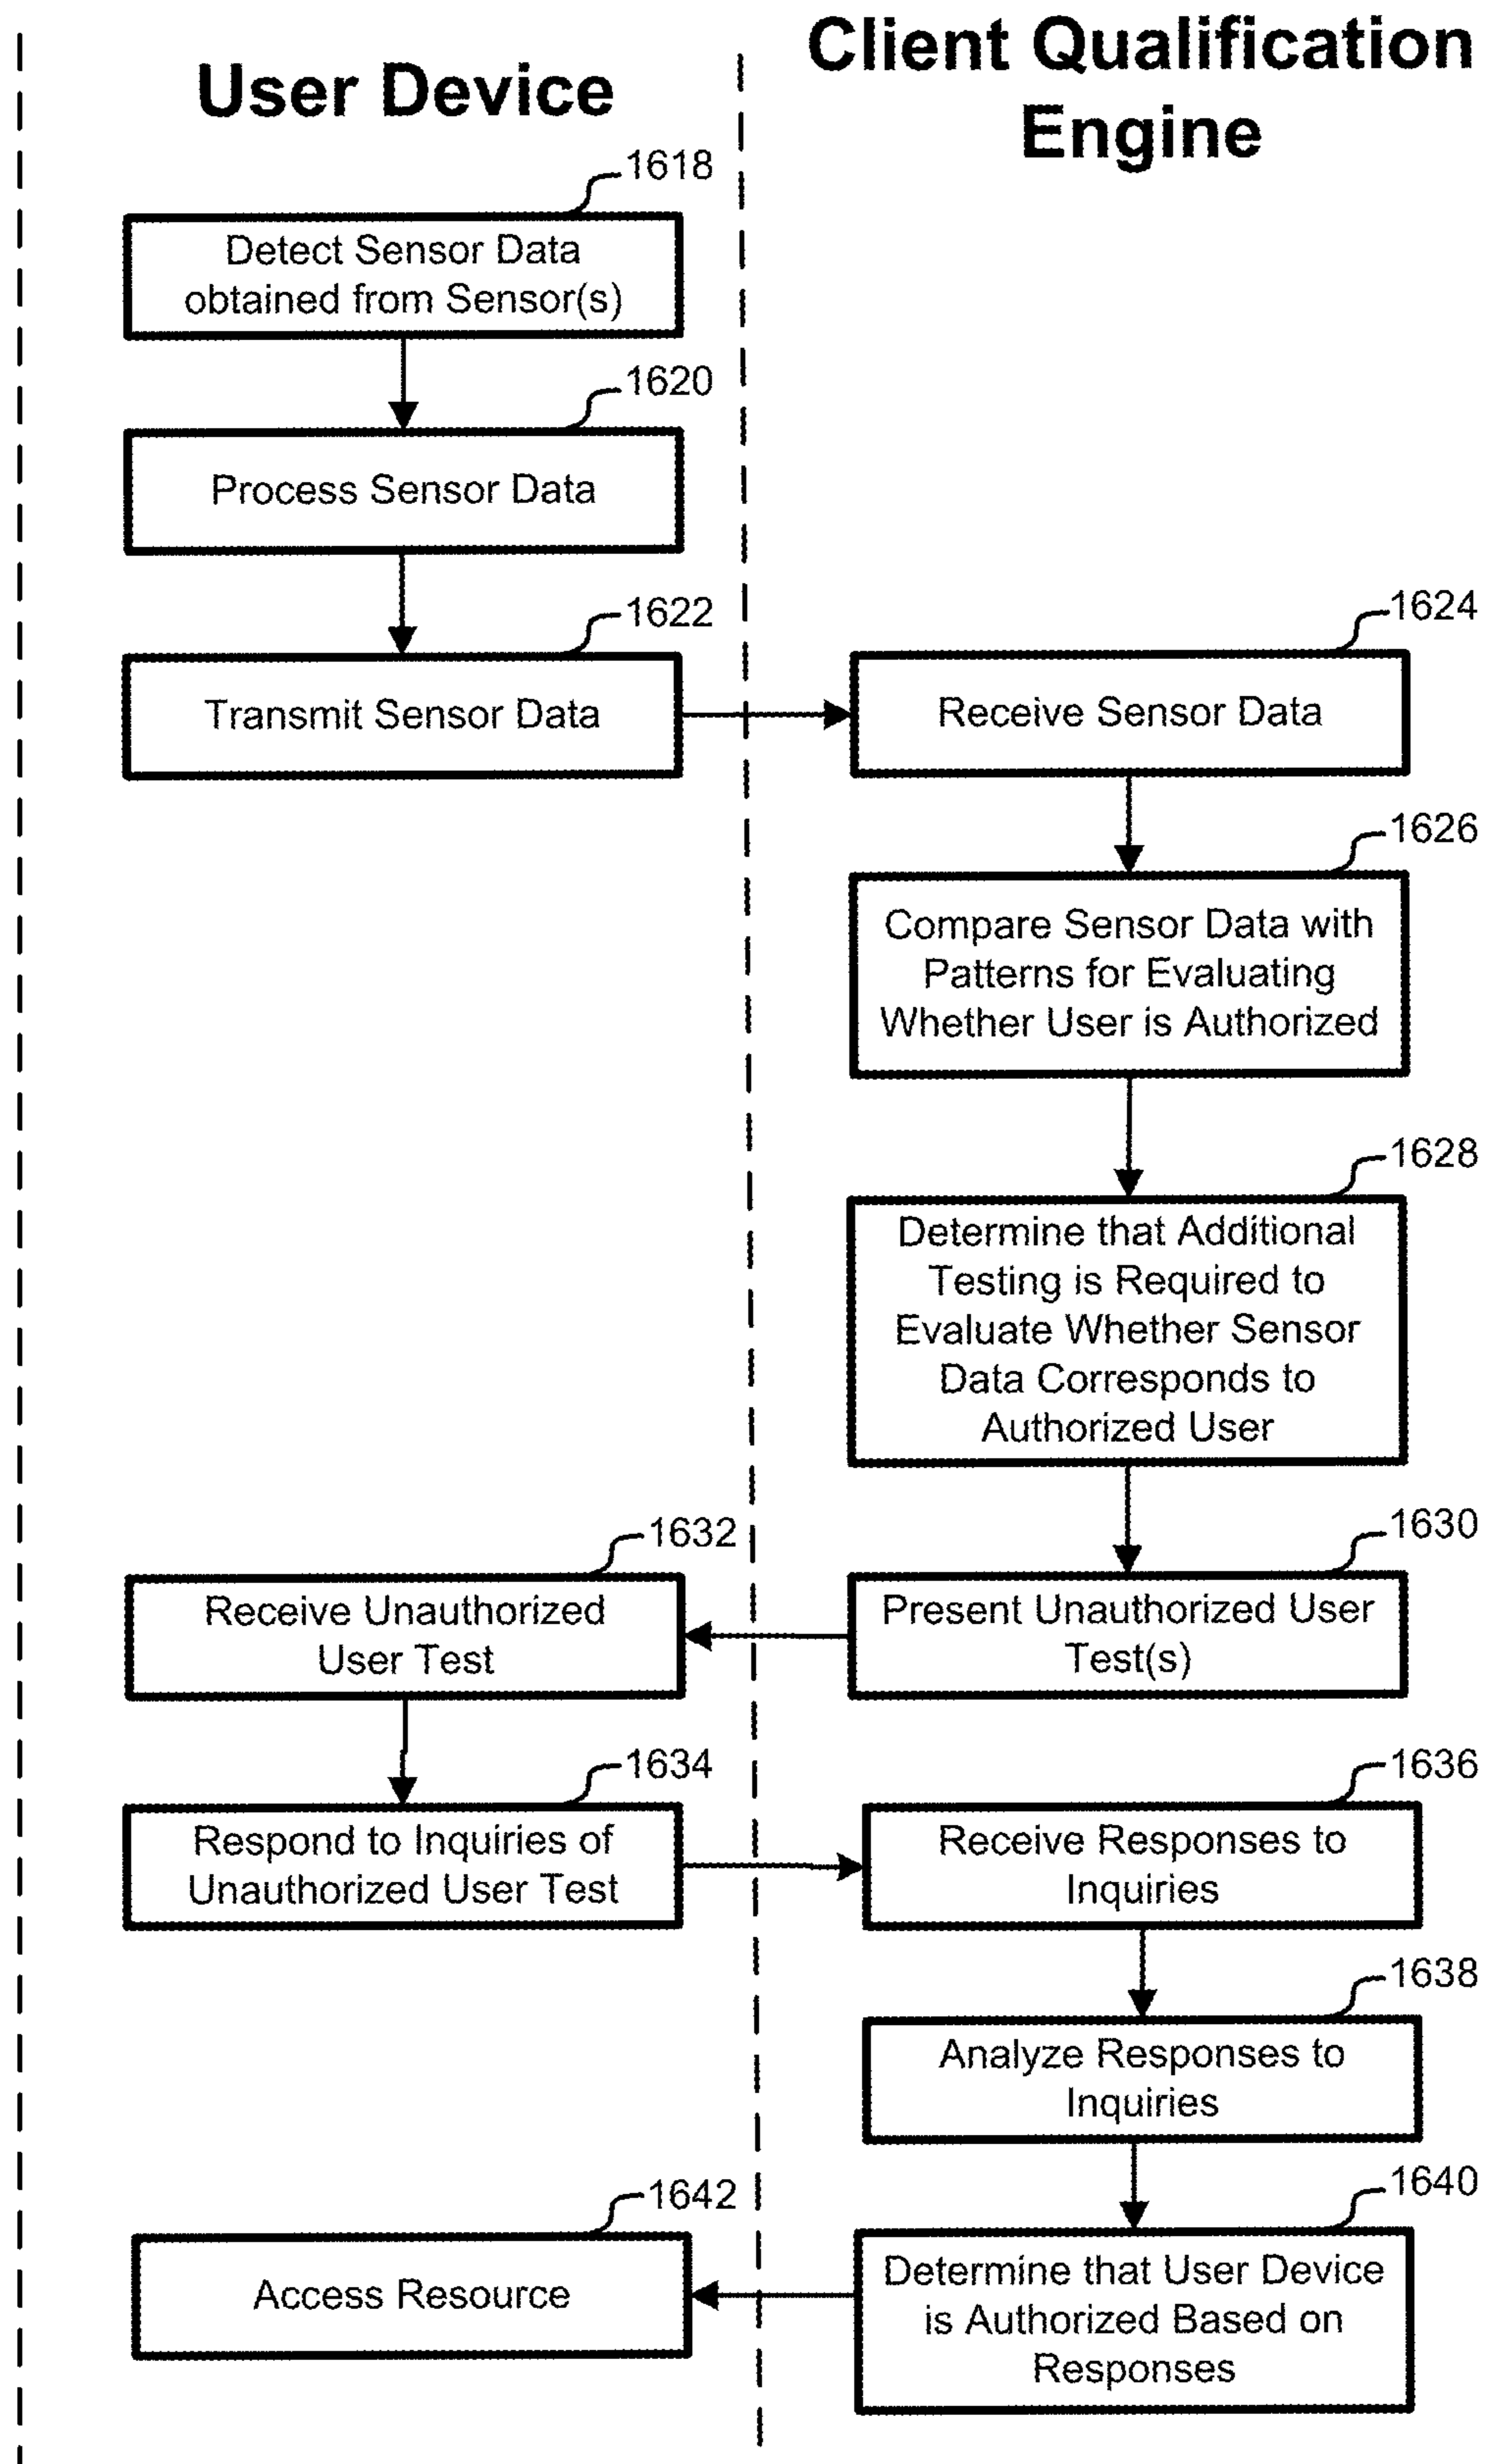 User Device
Client Qualification
Engine
1618
Detect Sensor Data
obtained from Sensor(s)
1620
Process Sensor Data
1622
Transmit Sensor Data
1624
Receive Sensor Data
1626
Compare Sensor Data with
Patterns for Evaluating
Whether User is Authorized
1628
Determine that Additional
Testing is Required to
Evaluate Whether Sensor
Data Corresponds to
Authorized User
1630
Present Unauthorized User
Test(s)
1632
Receive Unauthorized
User Test
1634
Respond to Inquiries of
Unauthorized User Test
1636
Receive Responses to
Inquiries
1638
Analyze Responses to
Inquiries
1640
Determine that User Device
is Authorized Based on
Responses
1642
Access Resource